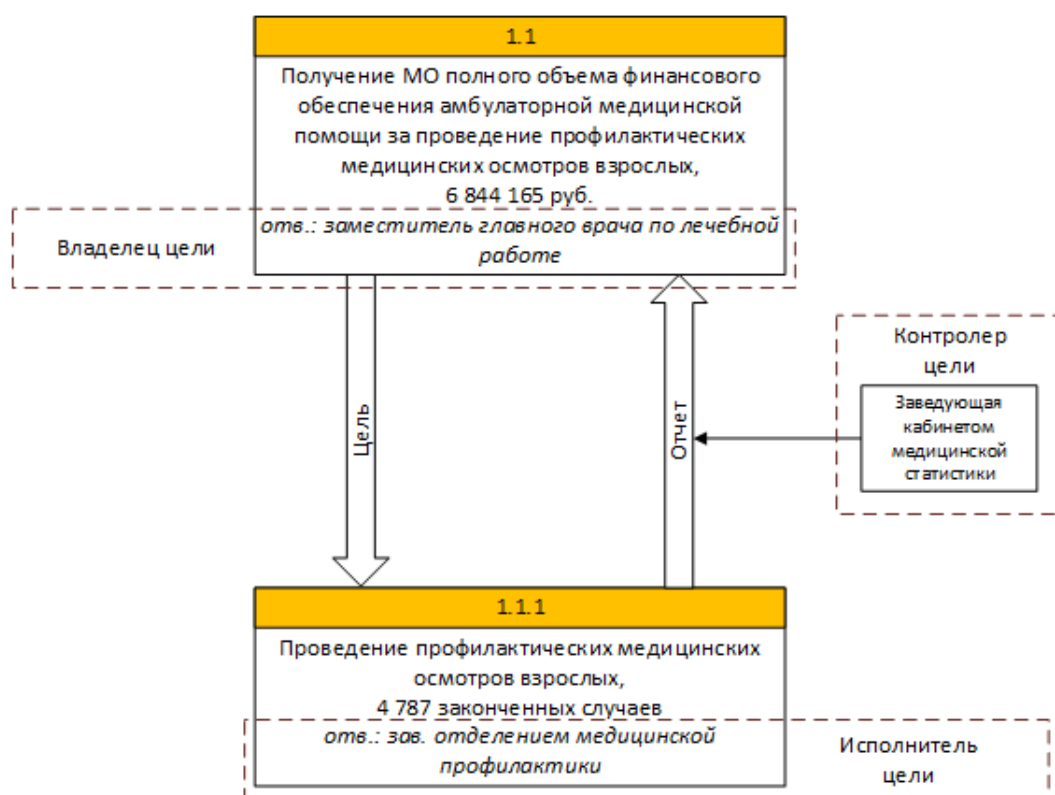 1.1
Получение МО полного объема финансового
обеспечения амбулаторной медицинской
помощи за проведение профилактических
медицинских осмотров взрослых,
6 844 165 руб.
отв.: заместитель главного врача по лечебной
работе
Владелец цели
Контролер
цели
Заведующая
кабинетом
медицинской
статистики
Цель
Отчет
1.1.1
Проведение профилактических медицинских
осмотров взрослых,
4 787 законченных случаев
отв.: зав. отделением медицинской
профилактики
Исполнитель
цели